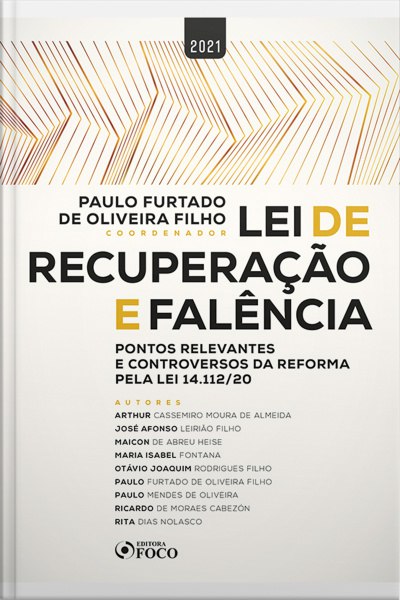 2021
PAULO FURTADO
DE OLIVEIRA FILHO
COORDENADOR
LEI DE
RECUPERAÇÃO
E FALÊNCIA
PONTOS RELEVANTES
E CONTROVERSOS DA REFORMA
PELA LEI 14.112/20
AUTORES
ARTHUR CASSEMIRO MOURA DE ALMEIDA
JOSÉ AFONSO LEIRIÃO FILHO
MAICON DE ABREU HEISE
MARIA ISABEL FONTANA
OTÁVIO JOAQUIM RODRIGUES FILHO
PAULO FURTADO DE OLIVEIRA FILHO
PAULO MENDES DE OLIVEIRA
RICARDO DE MORAES CABEZÓN
RITA DIAS NOLASCO
EDITORA
FOCO